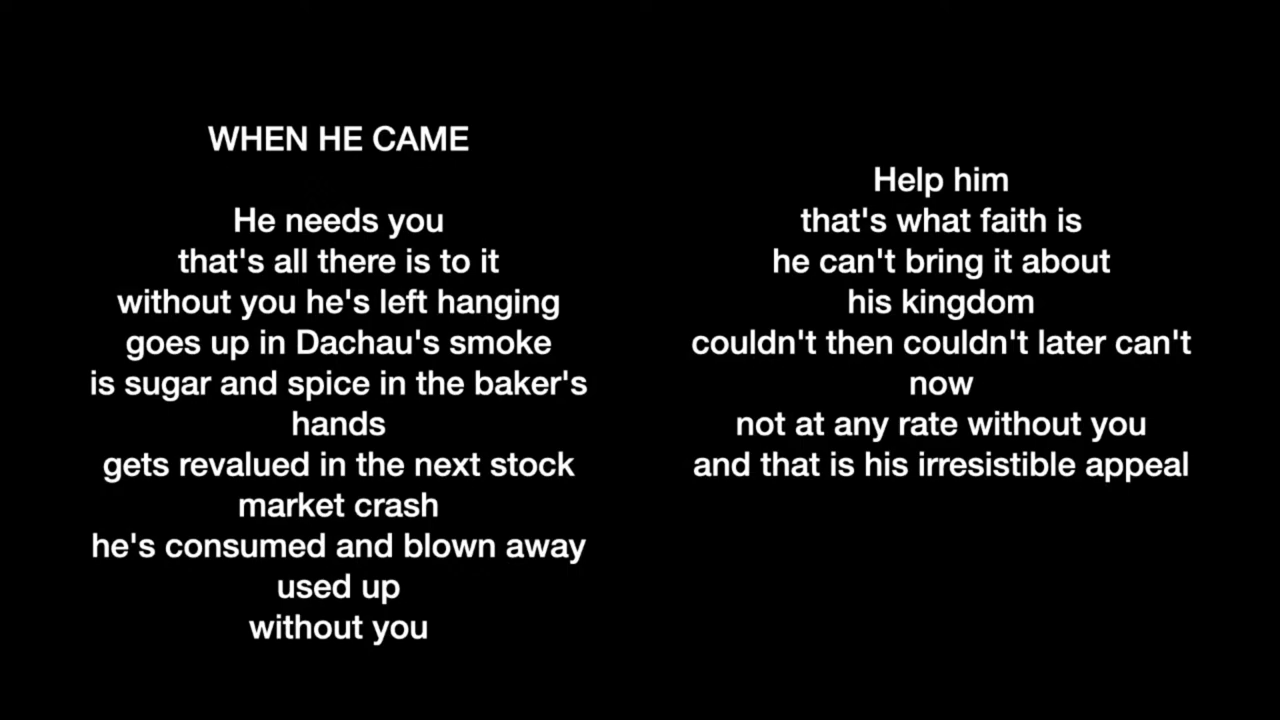 WHEN HE CAME
He needs you
that's all there is to it
without you he's left hanging
goes up in Dachau's smoke
is sugar and spice in the baker's
hands
gets revalued in the next stock
market crash
he's consumed and blown away
used up
without you
Help him
that's what faith is
he can't bring it about
his kingdom
couldn't then couldn't later can't
now
not at any rate without you
and that is his irresistible appeal